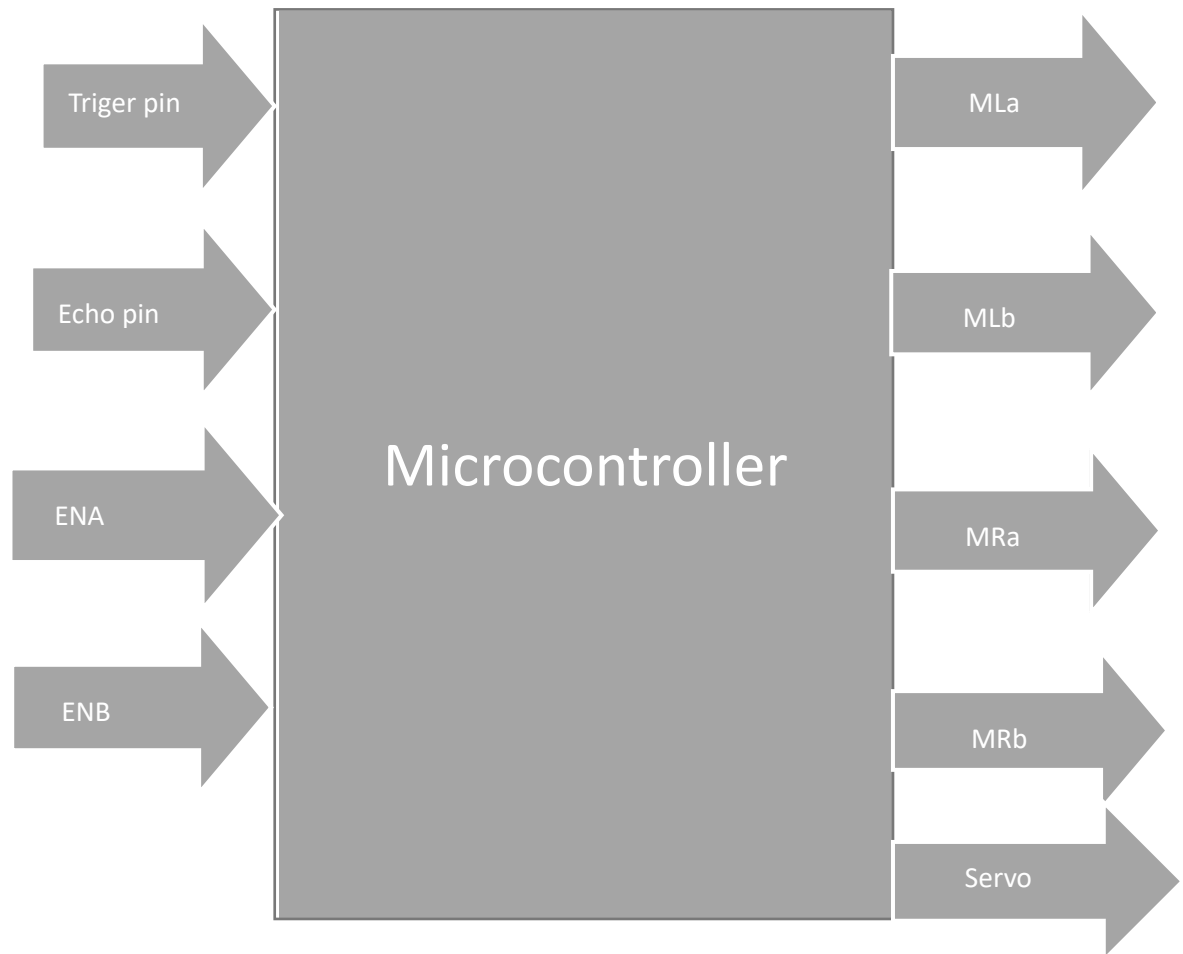 Triger pin
Echo pin
ENA
ENB
Microcontroller
MLa
MLb
MRa
MRb
Servo